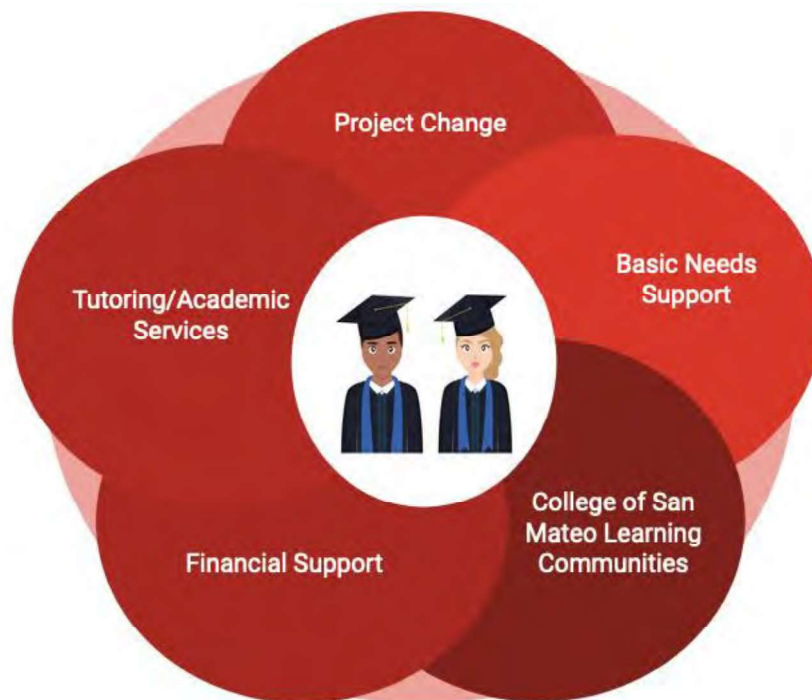 Project Change
Basic Needs
Support
Tutoring/Academic
Services
College of San
Mateo Learning
Communities
Financial Support